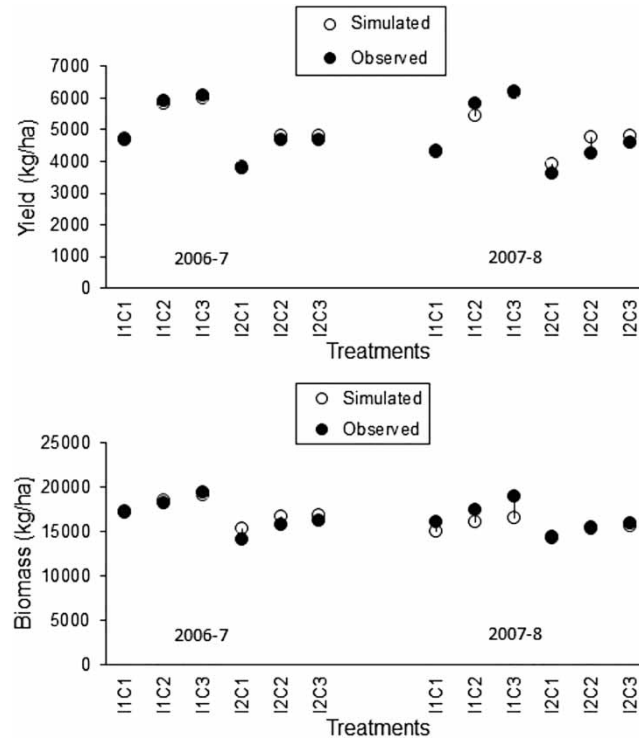 Simulated
Observed
Yield (kg/ha)
7000
6000
5000
4000
3000
2000
1000
0
2006-7
2007-8
I1C1
I1C2
I1C3
I2C1
I2C2
I2C3
I1C1
I1C2
I1C3
I2C1
I2C2
I2C3
Treatments
Simulated
Observed
Biomass (kg/ha)
25000
20000
15000
10000
5000
0
2006-7
2007-8
I1C1
I1C2
I1C3
I2C1
I2C2
I2C3
I1C1
I1C2
I1C3
I2C1
I2C2
I2C3
Treatments